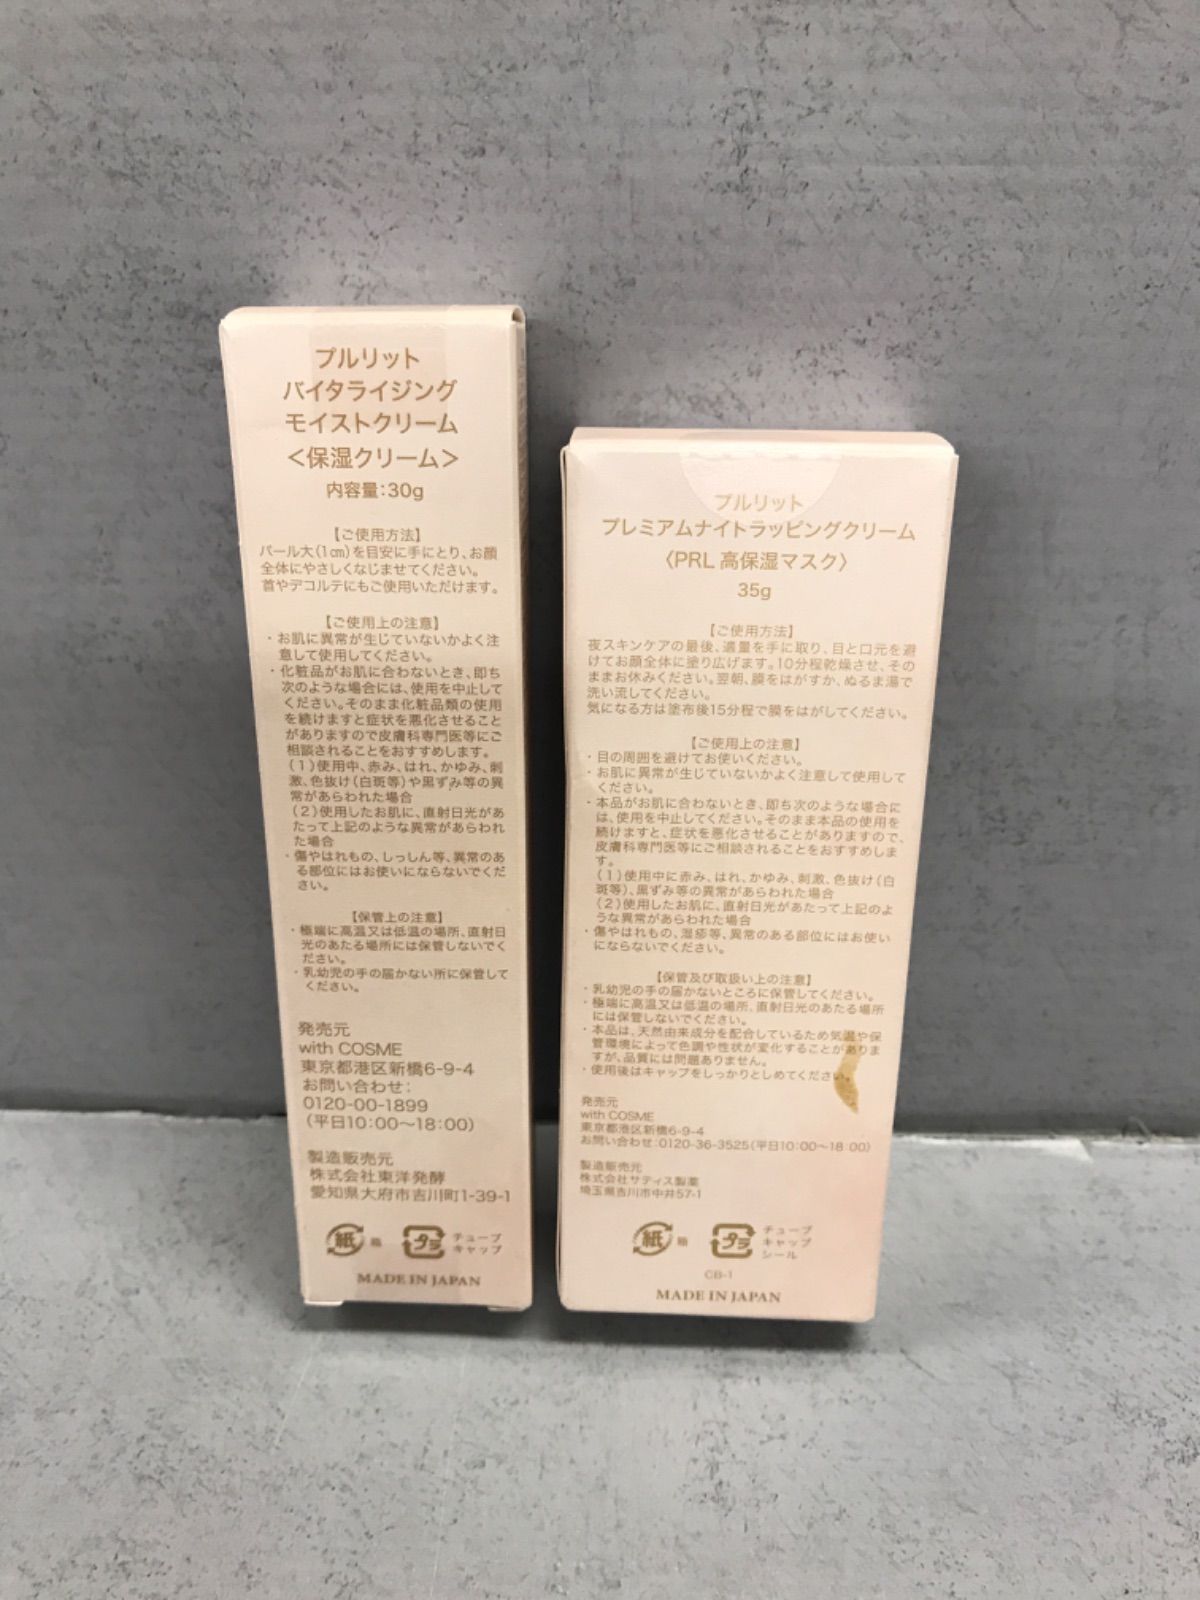 プルリット
バイタライジング
モイストクリーム
＜保湿クリーム＞
内容量：30g
【ご使用方法】
パール大（1㎝）を目安に手にとり、お顔
全体にやさしくなじませてください。
首やデコルテにもご使用いただけます。
【ご使用上の注意】
・お肌に異常が生じていないかよく注
意して使用してください。
・化粧品がお肌に合わないとき、即ち
次のような場合には、使用を中止して
ください。そのまま化粧品類の使用
を続けますと症状を悪化させること
がありますので皮膚科専門医等にご
相談されることをおすすめします。
（1）使用中、赤み、はれ、かゆみ、刺
激、色抜け（白斑等）や黒ずみ等の異
常があらわれた場合
（2）使用したお肌に、直射日光があ
たって上記のような異常があらわれ
た場合
・傷やはれもの、しっしん等、異常のあ
る部位にはお使いにならないでくだ
さい。
【保管上の注意】
・極端に高温又は低温の場所、直射日
光のあたる場所には保管しないでく
ださい。
・乳幼児の手の届かない所に保管して
ください。
発売元
with COSME
東京都港区新橋6-9-4
お問い合わせ：
0120-00-1899
（平日10：00〜18：00）
製造販売元
株式会社東洋発酵
愛知県大府市吉川町1-39-1
紙 箱 プラ チューブ
キャップ
MADE IN JAPAN
プルリット
プレミアムナイトラッピングクリーム
〈PRL 高保湿マスク〉
35g
【ご使用方法】
夜スキンケアの最後、適量を手に取り、目と口元を避
けてお顔全体に塗り広げます。10分程乾燥させ、その
ままお休みください。翌朝、膜をはがすか、ぬるま湯で
洗い流してください。
気になる方は塗布後15分程で膜をはがしてください。
【ご使用上の注意】
・目の周囲を避けてお使いください。
・お肌に異常が生じていないかよく注意して使用して
ください。
・本品がお肌に合わないとき、即ち次のような場合に
は、使用を中止してください。そのまま本品の使用を
続けますと、症状を悪化させることがありますので、
皮膚科専門医等にご相談されることをおすすめしま
す。
（1）使用中に赤み、はれ、かゆみ、刺激、色抜け（白
斑等）、黒ずみ等の異常があらわれた場合
（2）使用したお肌に、直射日光があたって上記のよ
うな異常があらわれた場合
・傷やはれもの、湿疹等、異常のある部位にはお使い
にならないでください。
【保管及び取扱い上の注意】
・乳幼児の手の届かないところに保管してください。
・極端に高温又は低温の場所、直射日光のあたる場所
には保管しないでください。
・本品は、天然由来成分を配合しているため気温や保
管環境によって色調や性状が変化することがありま
すが、品質には問題ありません。
・使用後はキャップをしっかりとしめてください。
発売元
with COSME
東京都港区新橋6-9-4
お問い合わせ：0120-36-3525（平日10：00〜18：00）
製造販売元
株式会社サティス製薬
埼玉県吉川市中井57-1
紙 箱 プラ チューブ
キャップ
シール
GB-1
MADE IN JAPAN